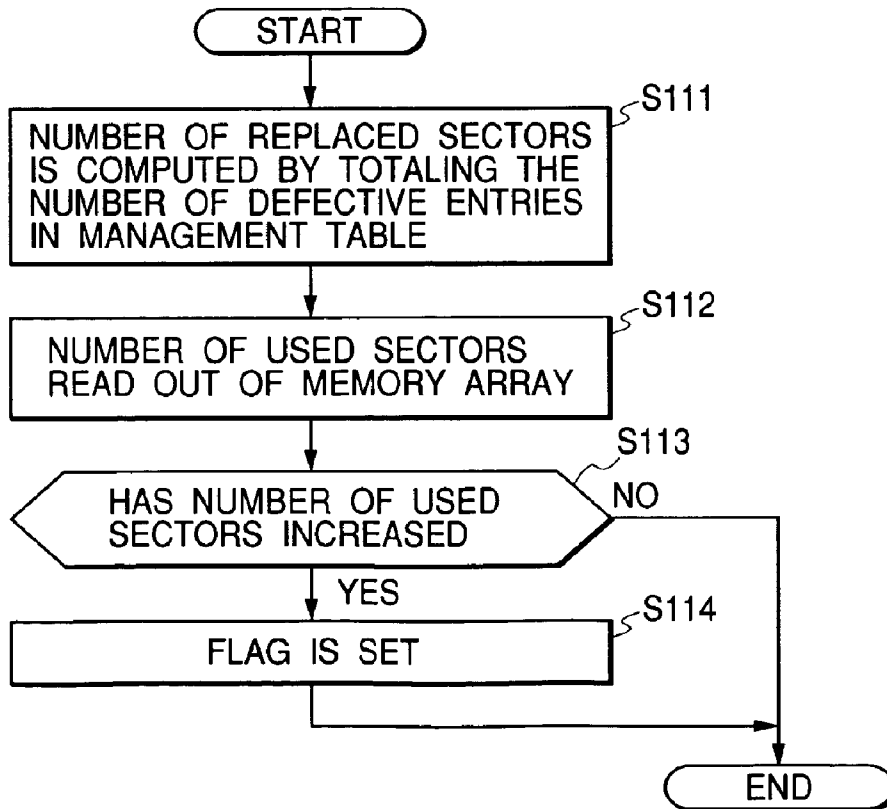 START
S111
NUMBER OF REPLACED SECTORS
IS COMPUTED BY TOTALING THE
NUMBER OF DEFECTIVE ENTRIES
IN MANAGEMENT TABLE
S112
NUMBER OF USED SECTORS
READ OUT OF MEMORY ARRAY
S113
HAS NUMBER OF USED
SECTORS INCREASED
NO
YES
S114
FLAG IS SET
END